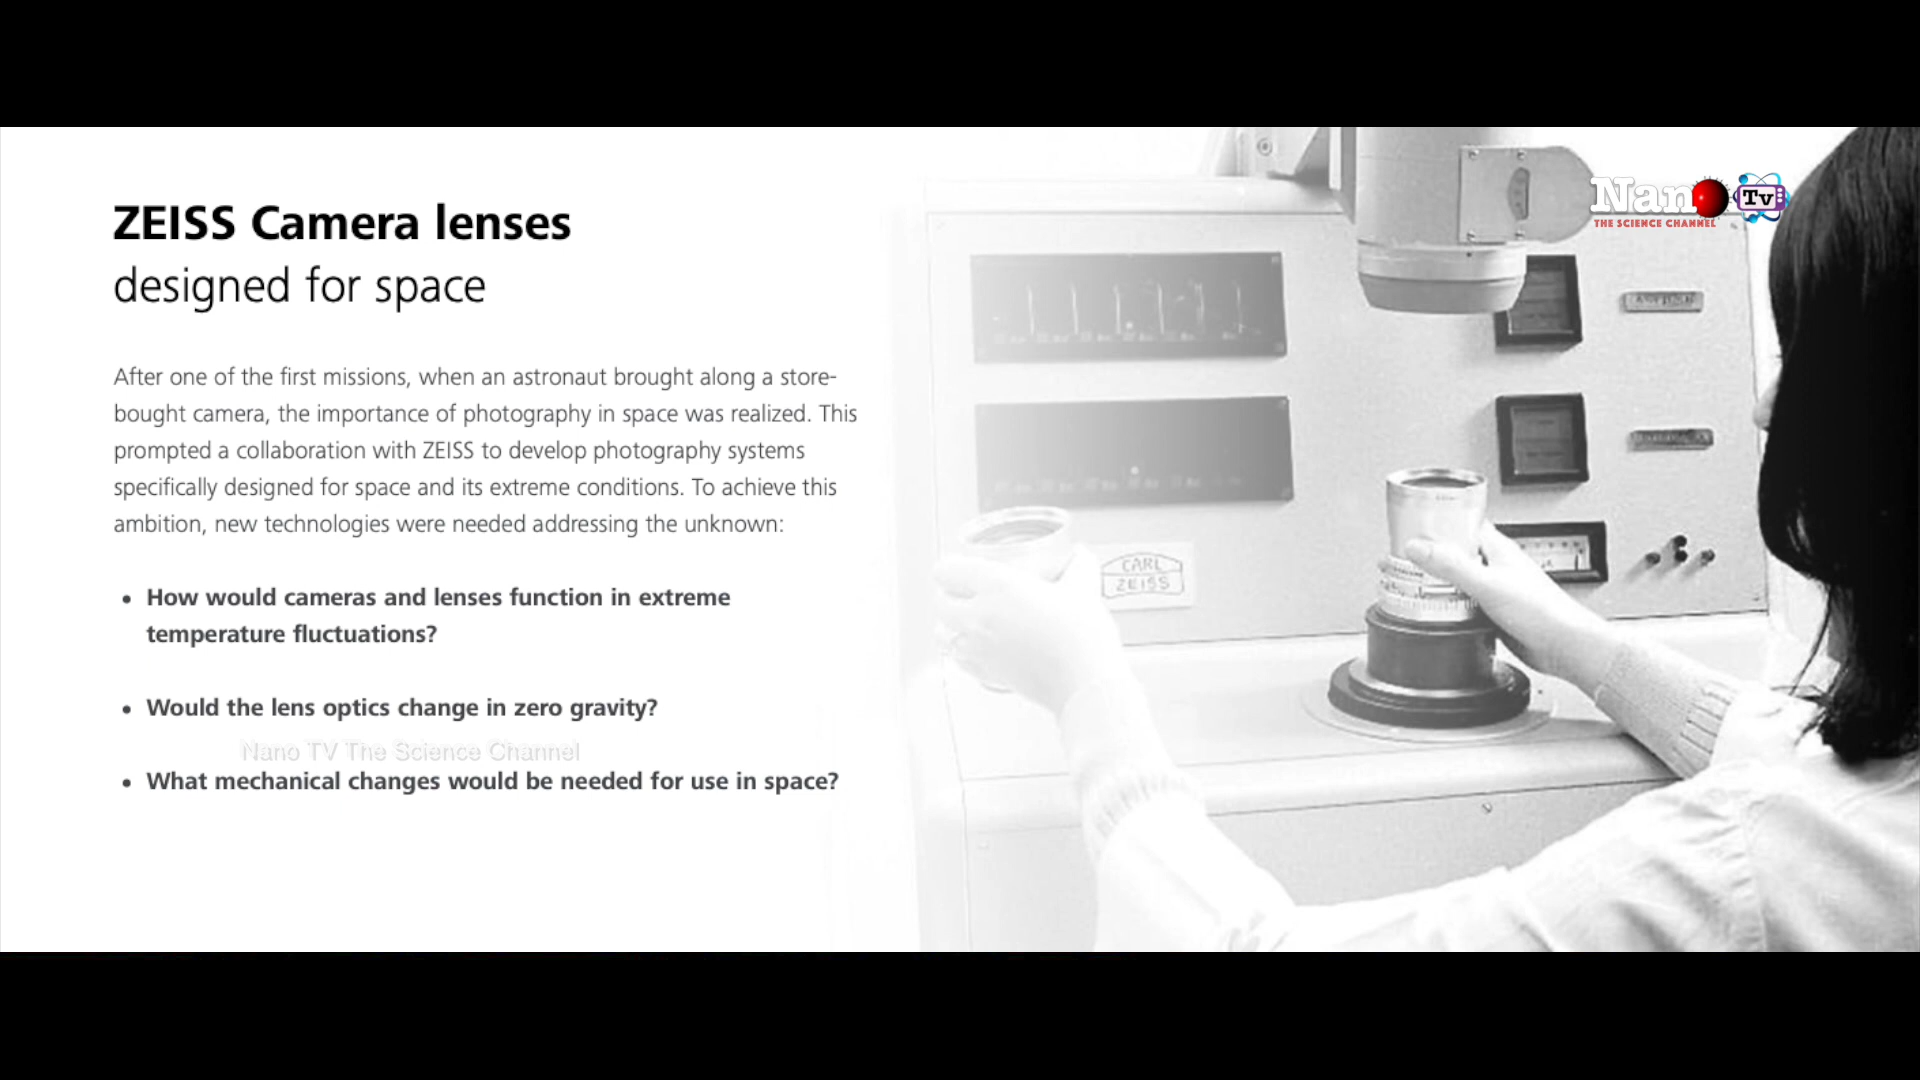 ZEISS Camera lenses
designed for space
After one of the first missions, when an astronaut brought along a store-
bought camera, the importance of photography in space was realized. This
prompted a collaboration with ZEISS to develop photography systems
specifically designed for space and its extreme conditions. To achieve this
ambition, new technologies were needed addressing the unknown:
• How would cameras and lenses function in extreme
temperature fluctuations?
• Would the lens optics change in zero gravity?
Nano TV The Science Channel
• What mechanical changes would be needed for use in space?
Nano Tv
THE SCIENCE CHANNEL
CARL
ZEISS